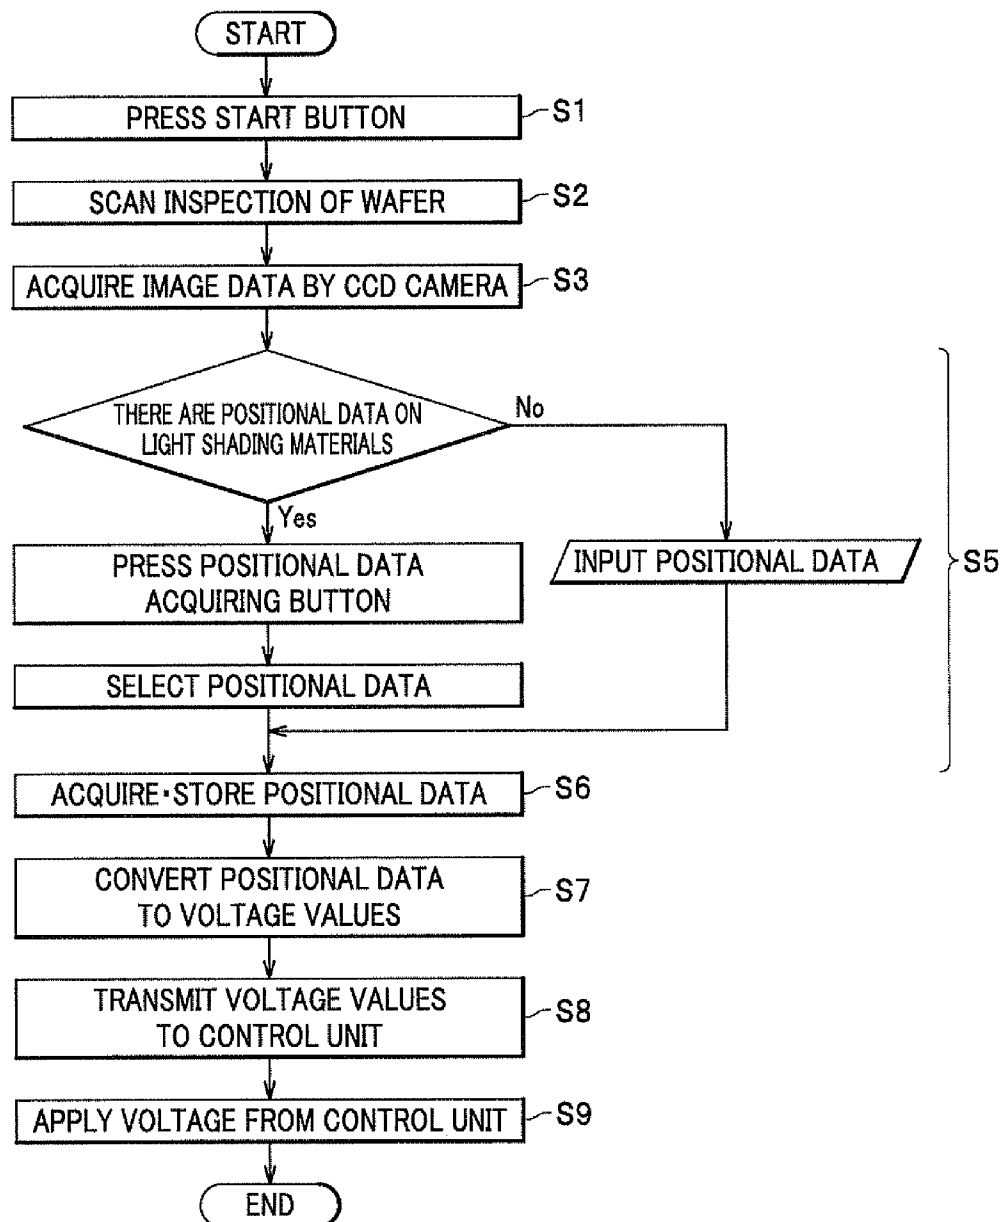 START
PRESS START BUTTON
S1
SCAN INSPECTION OF WAFER
S2
ACQUIRE IMAGE DATA BY CCD CAMERA
S3
THERE ARE POSITIONAL DATA ON
LIGHT SHADING MATERIALS
No
Yes
PRESS POSITIONAL DATA
ACQUIRING BUTTON
INPUT POSITIONAL DATA
S5
SELECT POSITIONAL DATA
ACQUIRE・STORE POSITIONAL DATA
S6
CONVERT POSITIONAL DATA
TO VOLTAGE VALUES
S7
TRANSMIT VOLTAGE VALUES
TO CONTROL UNIT
S8
APPLY VOLTAGE FROM CONTROL UNIT
S9
END